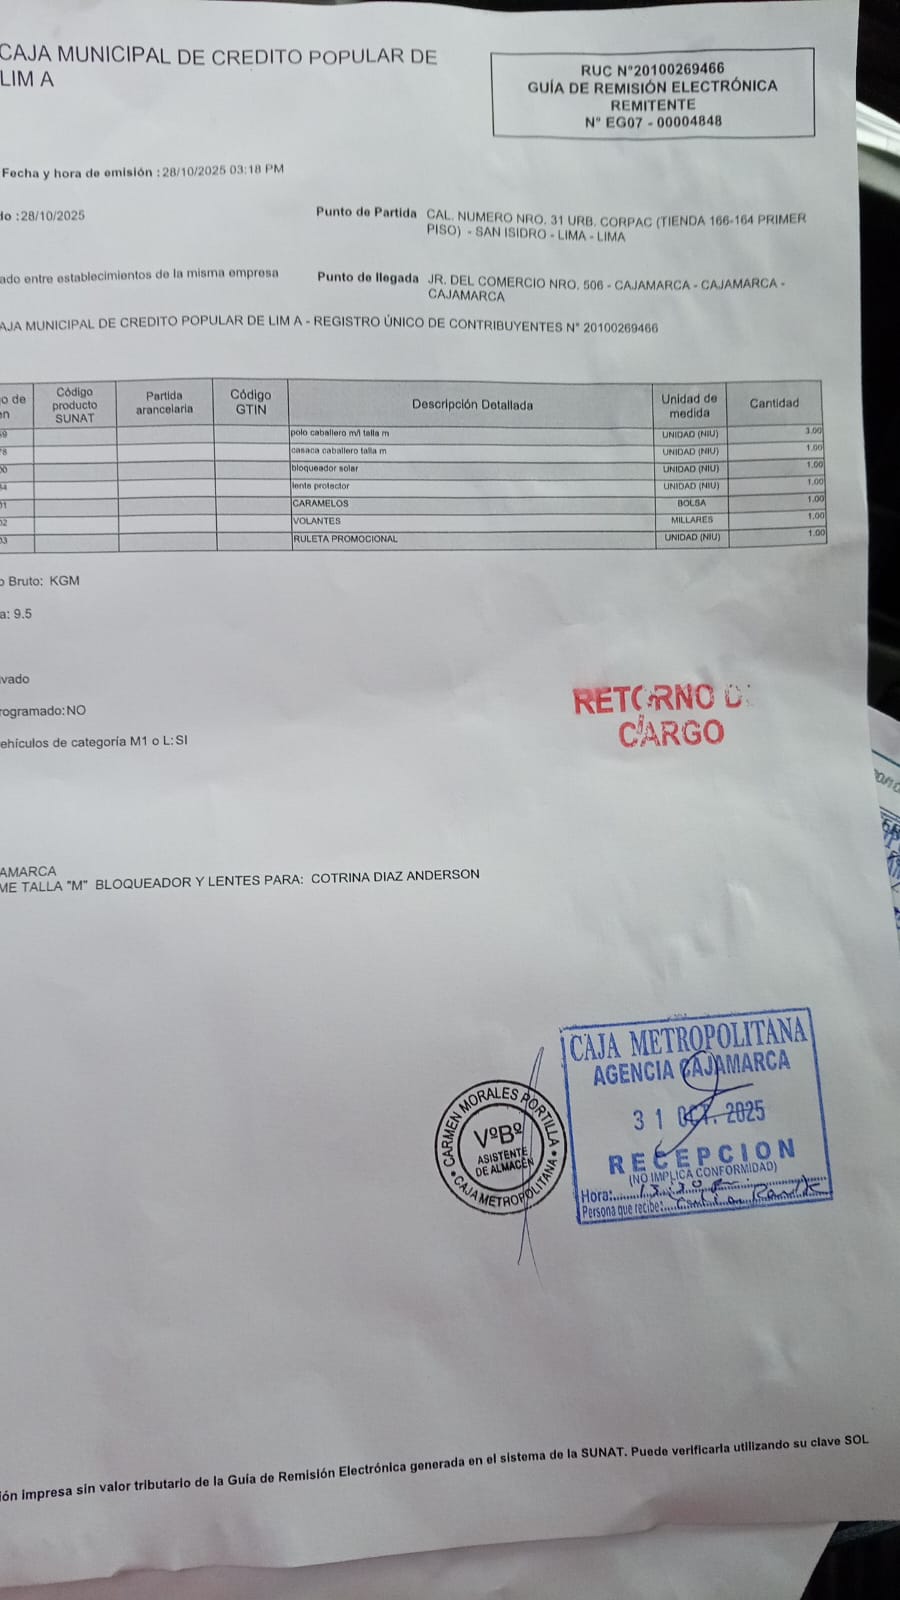 CAJA MUNICIPAL DE CREDITO POPULAR DE
LIM A
RUC N°20100269466
GUÍA DE REMISIÓN ELECTRÓNICA
REMITENTE
N° EG07 - 00004848
Fecha y hora de emisión : 28/10/2025 03:18 PM
do : 28/10/2025
Punto de Partida CAL. NUMERO NRO. 31 URB. CORPAC (TIENDA 166-164 PRIMER
PISO) - SAN ISIDRO - LIMA - LIMA
ado entre establecimientos de la misma empresa
Punto de llegada JR. DEL COMERCIO NRO. 506 - CAJAMARCA - CAJAMARCA -
CAJAMARCA
AJA MUNICIPAL DE CREDITO POPULAR DE LIM A - REGISTRO ÚNICO DE CONTRIBUYENTES N° 20100269466
o de
en Código
producto
SUNAT Partida
arancelaria Código
GTIN Descripción Detallada Unidad de
medida Cantidad
polo caballero m/l talla m UNIDAD (NIU) 3.00
casaca caballero talla m UNIDAD (NIU) 1.00
bloqueador solar UNIDAD (NIU) 1.00
lente protector UNIDAD (NIU) 1.00
CARAMELOS BOLSA 1.00
VOLANTES MILLARES 1.00
RULETA PROMOCIONAL UNIDAD (NIU) 1.00
o Bruto: KGM
a: 9.5
vado
rogramado: NO
ehículos de categoría M1 o L: SI
RETORNO D
CARGO
AMARCA
ME TALLA "M" BLOQUEADOR Y LENTES PARA: COTRINA DIAZ ANDERSON
CARMEN MORALES PORTILLA
VºBº
ASISTENTE
DE ALMACÉN
CAJA METROPOLITANA
CAJA METROPOLITANA
AGENCIA CAJAMARCA
31 OCT. 2025
RECEPCION
(NO IMPLICA CONFORMIDAD)
Hora:
Persona que recibe:
ión impresa sin valor tributario de la Guía de Remisión Electrónica generada en el sistema de la SUNAT. Puede verificarla utilizando su clave SOL